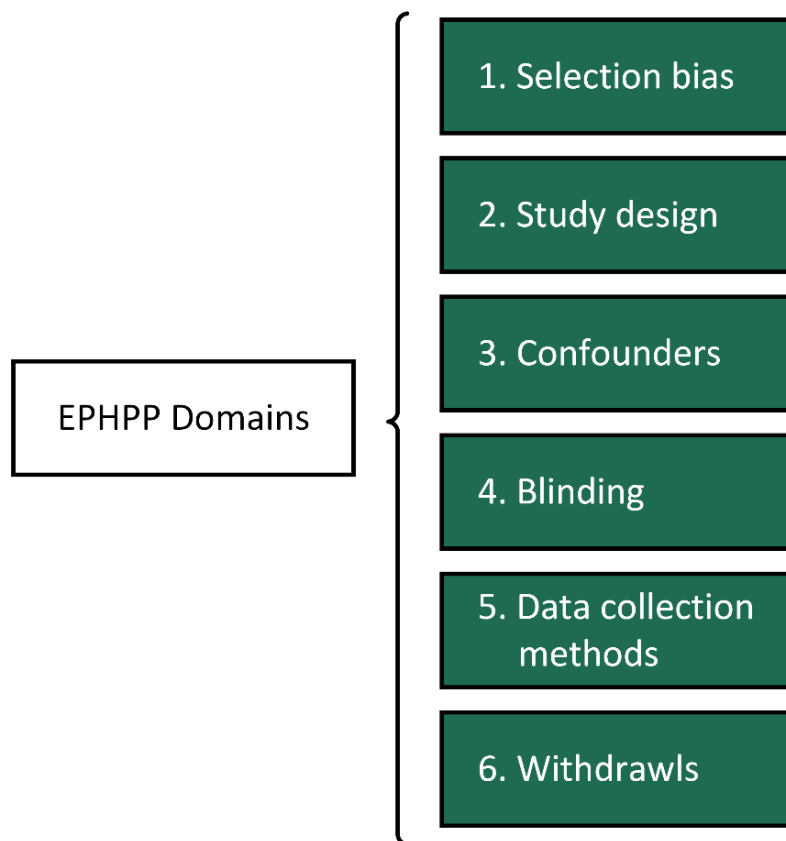 EPHPP Domains
1. Selection bias
2. Study design
3. Confounders
4. Blinding
5. Data collection
methods
6. Withdrawls